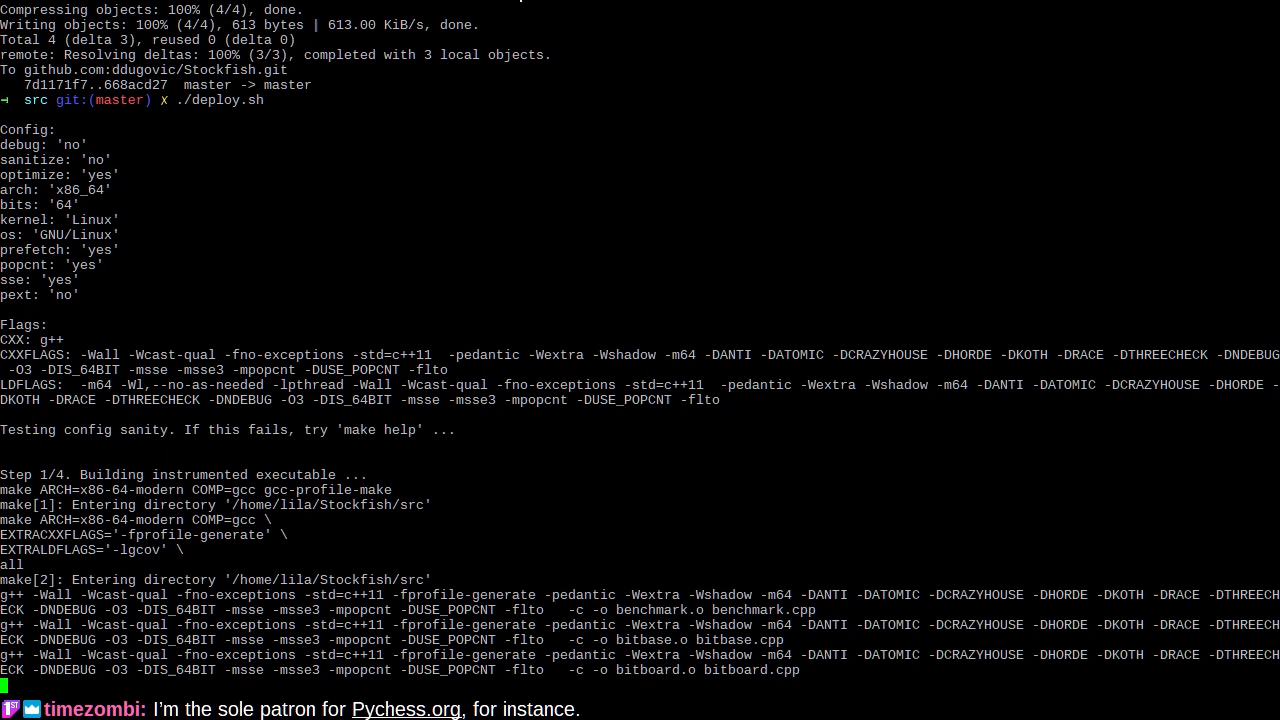 Compressing objects: 100% (4/4), done.
Writing objects: 100% (4/4), 613 bytes | 613.00 KiB/s, done.
Total 4 (delta 3), reused 0 (delta 0)
remote: Resolving deltas: 100% (3/3), completed with 3 local objects.
To github.com:ddugovic/Stockfish.git
   7d1171f7..668acd27  master -> master
→  src git:(master) ✗ ./deploy.sh

Config:
debug: 'no'
sanitize: 'no'
optimize: 'yes'
arch: 'x86_64'
bits: '64'
kernel: 'Linux'
os: 'GNU/Linux'
prefetch: 'yes'
popcnt: 'yes'
sse: 'yes'
pext: 'no'

Flags:
CXX: g++
CXXFLAGS: -Wall -Wcast-qual -fno-exceptions -std=c++11  -pedantic -Wextra -Wshadow -m64 -DANTI -DATOMIC -DCRAZYHOUSE -DHORDE -DKOTH -DRACE -DTHREECHECK -DNDEBUG
 -O3 -DIS_64BIT -msse -msse3 -mpopcnt -DUSE_POPCNT -flto
LDFLAGS:  -m64 -Wl,--no-as-needed -lpthread -Wall -Wcast-qual -fno-exceptions -std=c++11  -pedantic -Wextra -Wshadow -m64 -DANTI -DATOMIC -DCRAZYHOUSE -DHORDE -
DKOTH -DRACE -DTHREECHECK -DNDEBUG -O3 -DIS_64BIT -msse -msse3 -mpopcnt -DUSE_POPCNT -flto

Testing config sanity. If this fails, try 'make help' ...

Step 1/4. Building instrumented executable ...
make ARCH=x86-64-modern COMP=gcc gcc-profile-make
make[1]: Entering directory '/home/lila/Stockfish/src'
make ARCH=x86-64-modern COMP=gcc \
EXTRACXXFLAGS='-fprofile-generate' \
EXTRALDFLAGS='-lgcov' \
all
make[2]: Entering directory '/home/lila/Stockfish/src'
g++ -Wall -Wcast-qual -fno-exceptions -std=c++11 -fprofile-generate -pedantic -Wextra -Wshadow -m64 -DANTI -DATOMIC -DCRAZYHOUSE -DHORDE -DKOTH -DRACE -DTHREECH
ECK -DNDEBUG -O3 -DIS_64BIT -msse -msse3 -mpopcnt -DUSE_POPCNT -flto   -c -o benchmark.o benchmark.cpp
g++ -Wall -Wcast-qual -fno-exceptions -std=c++11 -fprofile-generate -pedantic -Wextra -Wshadow -m64 -DANTI -DATOMIC -DCRAZYHOUSE -DHORDE -DKOTH -DRACE -DTHREECH
ECK -DNDEBUG -O3 -DIS_64BIT -msse -msse3 -mpopcnt -DUSE_POPCNT -flto   -c -o bitbase.o bitbase.cpp
g++ -Wall -Wcast-qual -fno-exceptions -std=c++11 -fprofile-generate -pedantic -Wextra -Wshadow -m64 -DANTI -DATOMIC -DCRAZYHOUSE -DHORDE -DKOTH -DRACE -DTHREECH
ECK -DNDEBUG -O3 -DIS_64BIT -msse -msse3 -mpopcnt -DUSE_POPCNT -flto   -c -o bitboard.o bitboard.cpp
1ST timezombi: I’m the sole patron for Pychess.org, for instance.